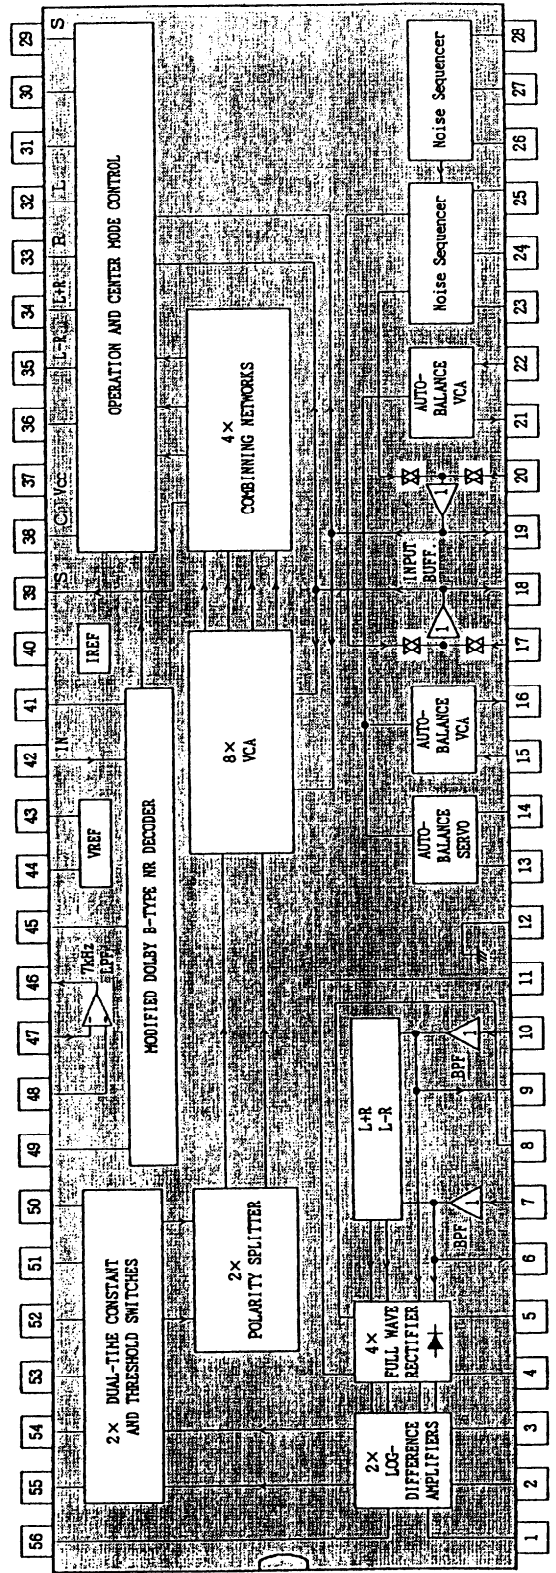 29
30
31
32
33
34
35
36
37
38
39
40
41
42
43
44
45
46
47
48
49
50
51
52
53
54
55
56
S
L
R
L+R
L-R
Vcc
C
S
IN
OPERATION AND CENTER MODE CONTROL
IREF
VREF
7kHz
LPF
MODIFIED DOLBY B-TYPE NR DECODER
2× DUAL-TIME CONSTANT
AND THRESHOLD SWITCHES
4×
COMBINNING NETWORKS
8×
VCA
2×
POLARITY SPLITTER
Noise Sequencer
Noise Sequencer
AUTO-
BALANCE
VCA
1
INPUT
BUFF.
1
AUTO-
BALANCE
VCA
AUTO-
BALANCE
SERVO
L+R
L-R
1
BPF
1
BPF
4×
FULL WAVE
RECTIFIER
2×
LOG-
DIFFERENCE
AMPLIFIERS
28
27
26
25
24
23
22
21
20
19
18
17
16
15
14
13
12
11
10
9
8
7
6
5
4
3
2
1